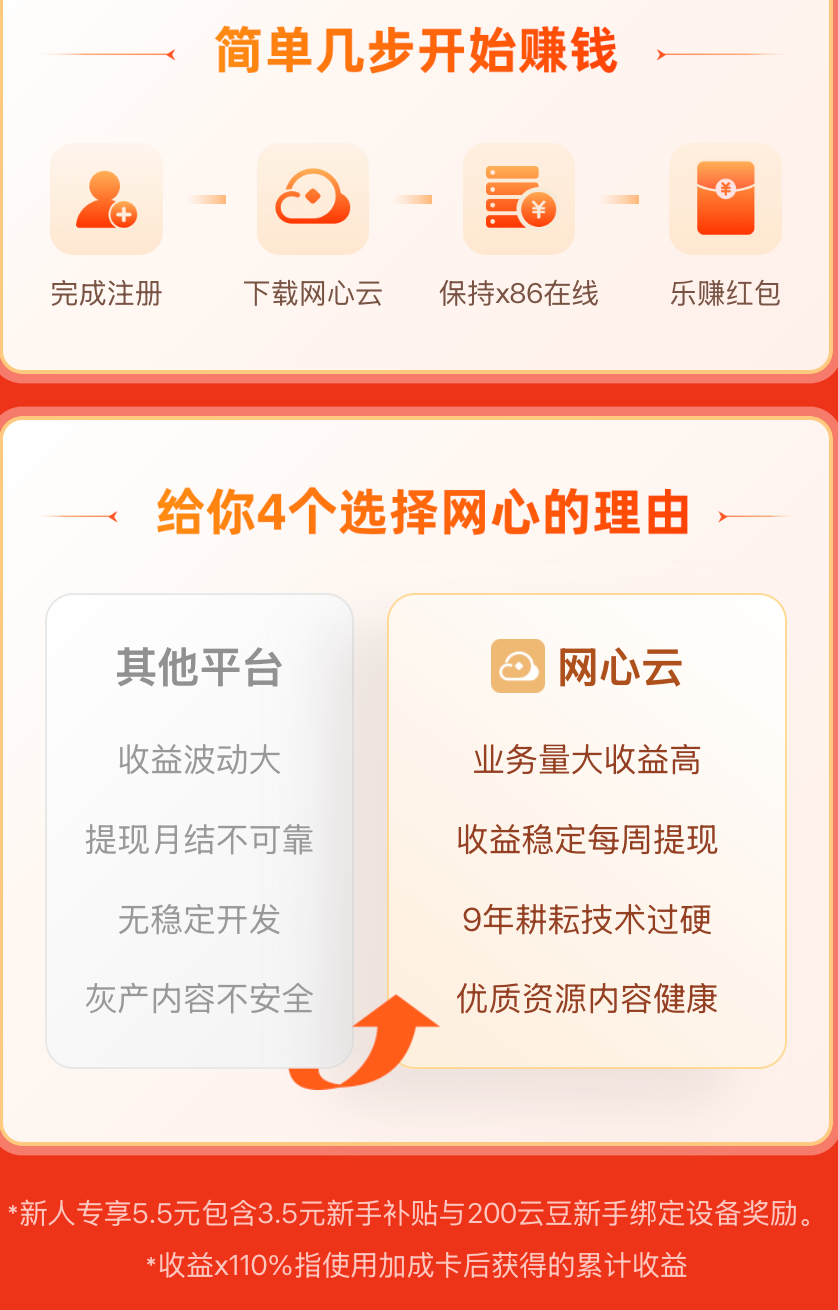 简单几步开始赚钱
完成注册
下载网心云
保持x86在线
乐赚红包
给你4个选择网心的理由
其他平台
收益波动大
提现月结不可靠
无稳定开发
灰产内容不安全
网心云
业务量大收益高
收益稳定每周提现
9年耕耘技术过硬
优质资源内容健康
*新人专享5.5元包含3.5元新手补贴与200云豆新手绑定设备奖励。
*收益x110%指使用加成卡后获得的累计收益